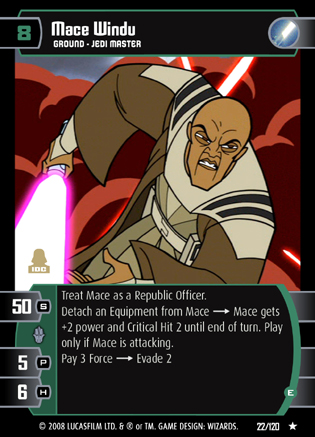 8 Mace Windu
GROUND - JEDI MASTER
IDC
50 S
5 P
6 H
Treat Mace as a Republic Officer.
Detach an Equipment from Mace → Mace gets
+2 power and Critical Hit 2 until end of turn. Play
only if Mace is attacking.
Pay 3 Force → Evade 2
E
© 2008 LUCASFILM LTD. & ® or TM. GAME DESIGN: WIZARDS. 22/120 ★